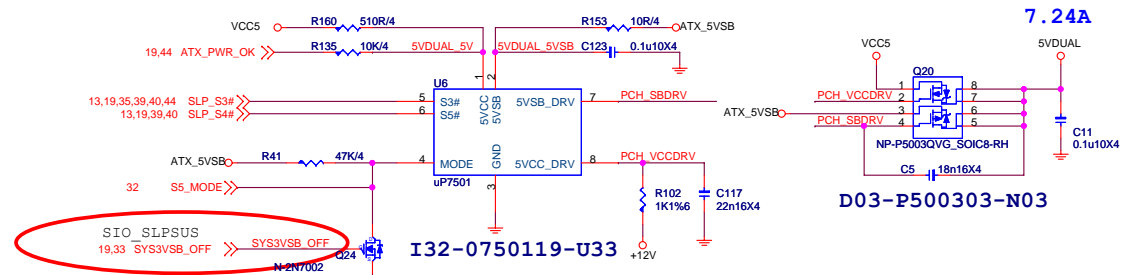 7.24A
VCC5
R160
510R/4
R153
10R/4
ATX_5VSB
19,44 ATX_PWR_OK
R135
10K/4
5VDUAL_5V
5VDUAL_5VSB
C123
0.1u10X4
VCC5
5VDUAL
Q20
U6
1
2
13,19,35,39,40,44 SLP_S3#
13,19,39,40 SLP_S4#
5
6
S3#
S5#
5VCC
5VSB
5VSB_DRV
7
PCH_SBDRV
ATX_5VSB
PCH_VCCDRV
PCH_SBDRV
1
2
3
4
8
7
6
5
NP-P5003QVG_SOIC8-RH
C11
0.1u10X4
C5
18n16X4
D03-P500303-N03
ATX_5VSB
R41
47K/4
4
MODE
GND
5VCC_DRV
8
PCH_VCCDRV
uP7501
3
32 S5_MODE
R102
1K1%6
C117
22n16X4
+12V
SIO_SLPSUS
19,33 SYS3VSB_OFF
SYS3VSB_OFF
Q24
N-2N7002
I32-0750119-U33